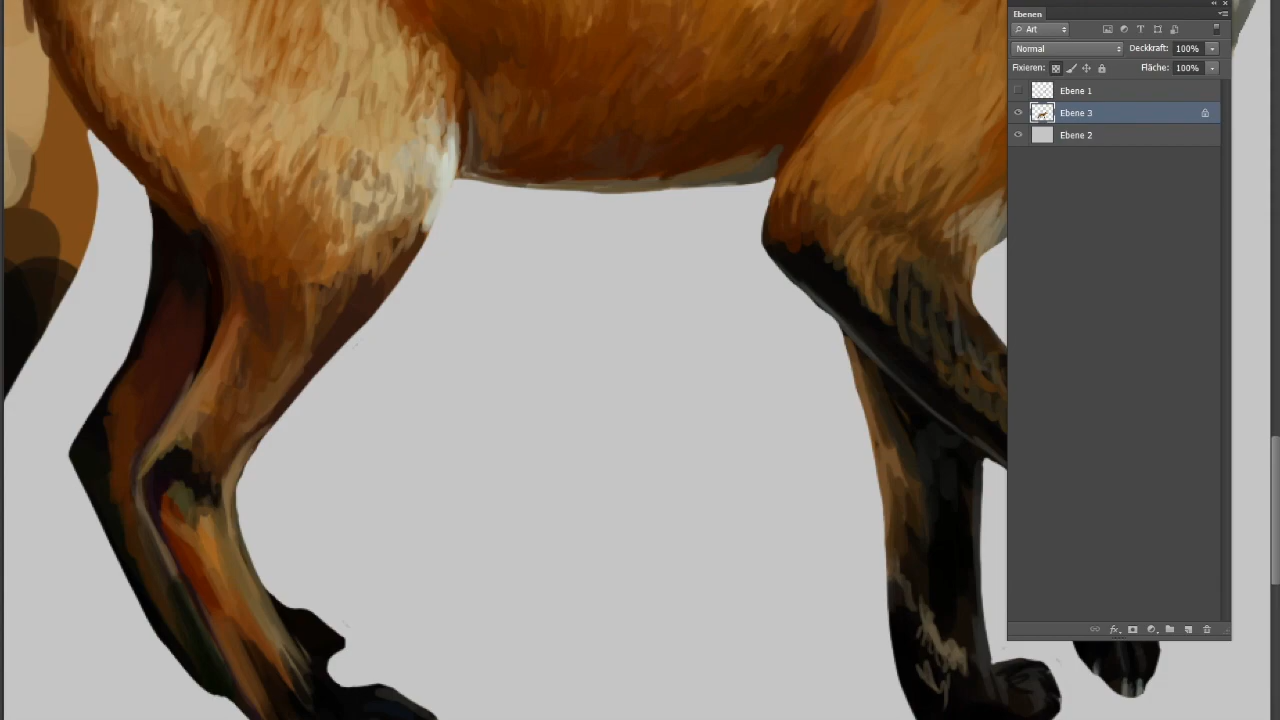 Ebenen
Art
Normal Deckkraft: 100%
Fixieren: Fläche: 100%
Ebene 1
Ebene 3
Ebene 2